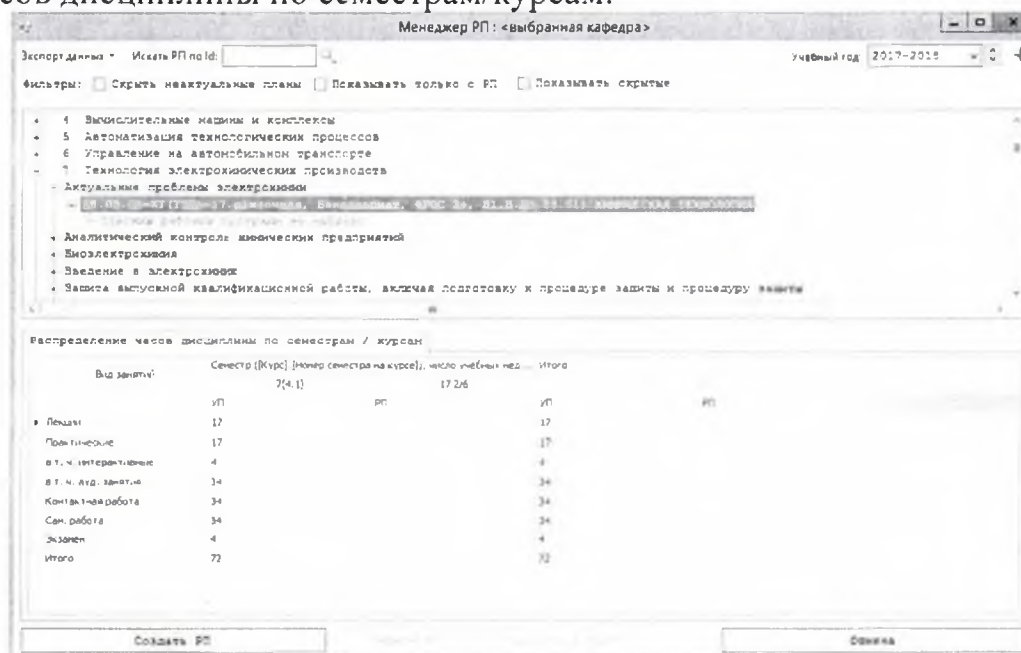 сов дисциплины по семестрам/курсам.
Менеджер РП : <выбранная кафедра>
Экспорт данных Искать РП по Id: Учебный год: 2017-2018
Фильтры: Скрыть неактуальные планы Показывать только с РП Показывать скрытые
4 Вычислительные машины и комплексы
5 Автоматизация технологических процессов
6 Управление на автомобильном транспорте
7 Технология электрохимических производств
Актуальные проблемы электрохимии
Аналитический контроль химических предприятий
Биоэлектрохимия
Введение в электрохимию
Защита выпускной квалификационной работы, включая подготовку к процедуре защиты и процедуру защиты
Распределение часов дисциплины по семестрам / курсам
Вид занятий Семестр ([Курс].[Номер семестра на курсе]), число учебных нед... Итого
7(4.1) 17 2/6
УП РП УП РП
Лекции 17 17
Практические 17 17
в т. ч. интерактивные 4 4
в т. ч. ауд. занятия 34 34
Контактная работа 34 34
Сам. работа 34 34
Экзамен 4 4
Итого 72 72
Создать РП Отмена